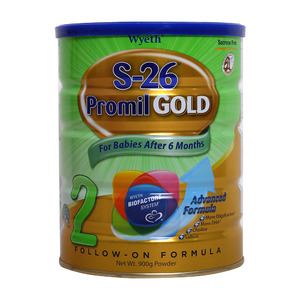 Wyeth
Sucrose Free
S-26
Promil GOLD
For Babies After 6 Months
2
WYETH
BIOFACTORS
SYSTEM
Advanced
Formula
FOLLOW-ON FORMULA
Net Wt. 900g Powder